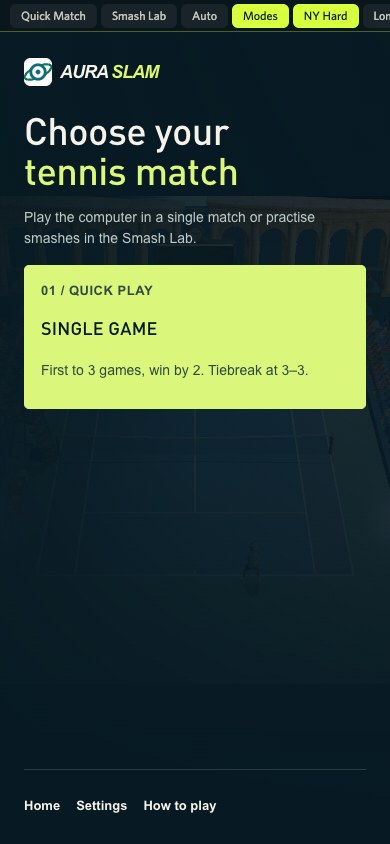 Quick Match Smash Lab Auto Modes NY Hard Lon
AURA SLAM
Choose your
tennis match
Play the computer in a single match or practise
smashes in the Smash Lab.
01 / QUICK PLAY
SINGLE GAME
First to 3 games, win by 2. Tiebreak at 3–3.
Home Settings How to play